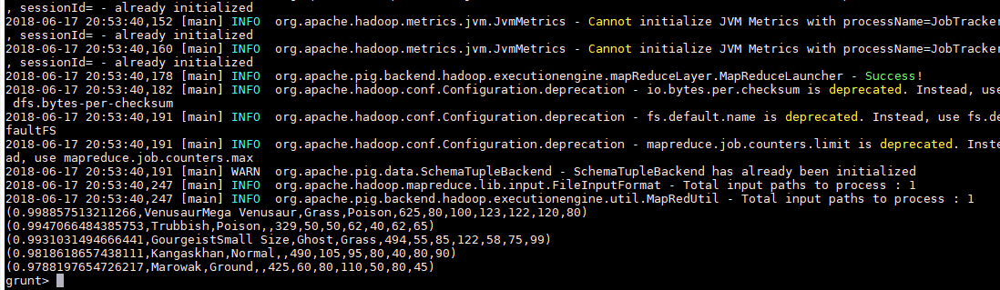 , sessionId= - already initialized
2018-06-17 20:53:40,152 [main] INFO  org.apache.hadoop.metrics.jvm.JvmMetrics - Cannot initialize JVM Metrics with processName=JobTracker
, sessionId= - already initialized
2018-06-17 20:53:40,160 [main] INFO  org.apache.hadoop.metrics.jvm.JvmMetrics - Cannot initialize JVM Metrics with processName=JobTracker
, sessionId= - already initialized
2018-06-17 20:53:40,178 [main] INFO  org.apache.pig.backend.hadoop.executionengine.mapReduceLayer.MapReduceLauncher - Success!
2018-06-17 20:53:40,182 [main] INFO  org.apache.hadoop.conf.Configuration.deprecation - io.bytes.per.checksum is deprecated. Instead, use
 dfs.bytes-per-checksum
2018-06-17 20:53:40,191 [main] INFO  org.apache.hadoop.conf.Configuration.deprecation - fs.default.name is deprecated. Instead, use fs.de
faultFS
2018-06-17 20:53:40,191 [main] INFO  org.apache.hadoop.conf.Configuration.deprecation - mapreduce.job.counters.limit is deprecated. Inste
ad, use mapreduce.job.counters.max
2018-06-17 20:53:40,191 [main] WARN  org.apache.pig.data.SchemaTupleBackend - SchemaTupleBackend has already been initialized
2018-06-17 20:53:40,247 [main] INFO  org.apache.hadoop.mapreduce.lib.input.FileInputFormat - Total input paths to process : 1
2018-06-17 20:53:40,247 [main] INFO  org.apache.pig.backend.hadoop.executionengine.util.MapRedUtil - Total input paths to process : 1
(0.998857513211266,VenusaurMega Venusaur,Grass,Poison,625,80,100,123,122,120,80)
(0.9947066484385753,Trubbish,Poison,,329,50,50,62,40,62,65)
(0.9931031494666441,GourgeistSmall Size,Ghost,Grass,494,55,85,122,58,75,99)
(0.9818618657438111,Kangaskhan,Normal,,490,105,95,80,40,80,90)
(0.9788197654726217,Marowak,Ground,,425,60,80,110,50,80,45)
grunt>